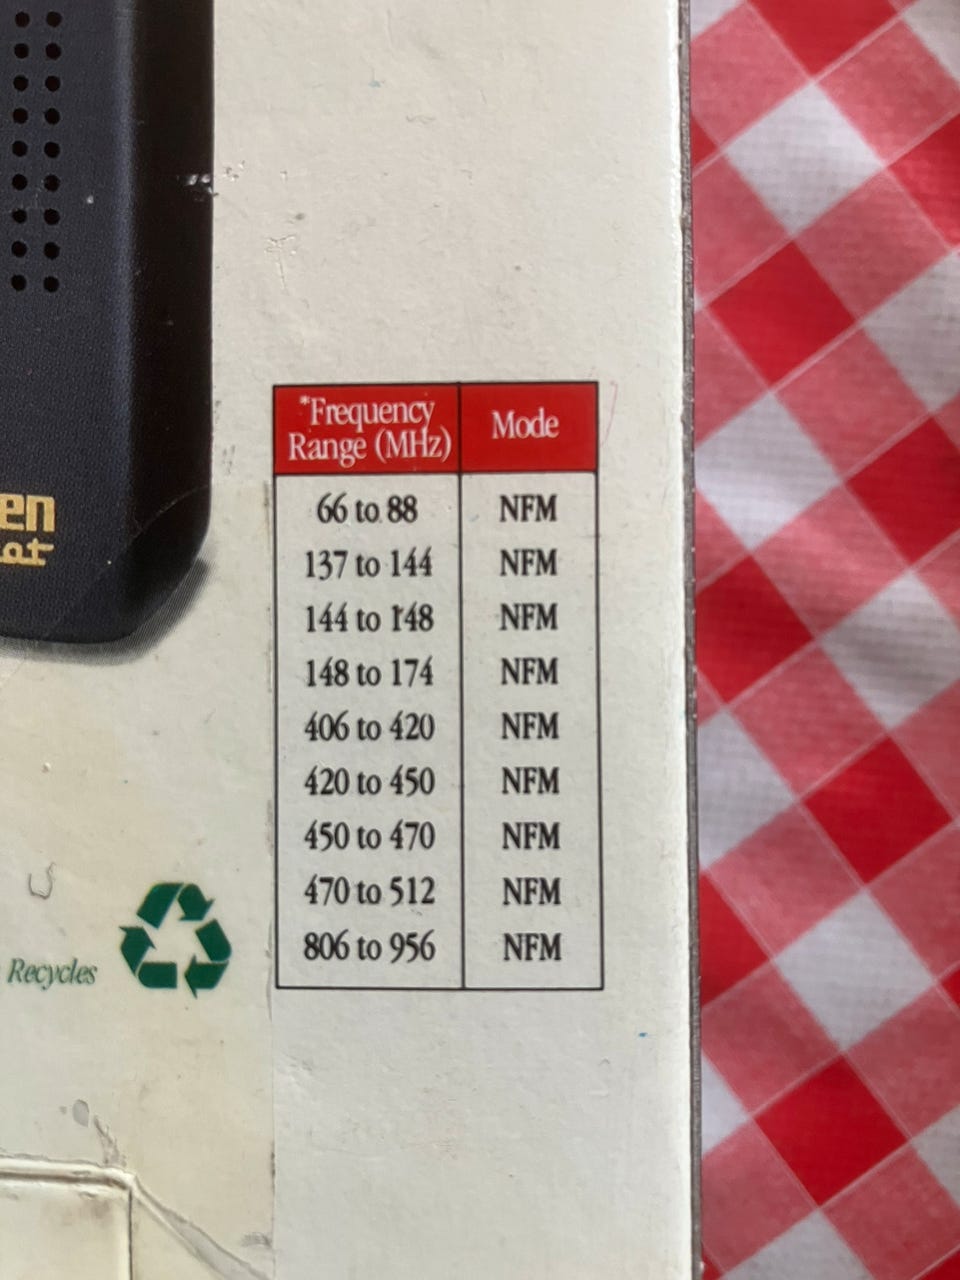 en
cat
*Frequency
Range (MHz)
Mode
66 to 88 NFM
137 to 144 NFM
144 to 148 NFM
148 to 174 NFM
406 to 420 NFM
420 to 450 NFM
450 to 470 NFM
470 to 512 NFM
806 to 956 NFM
Recycles